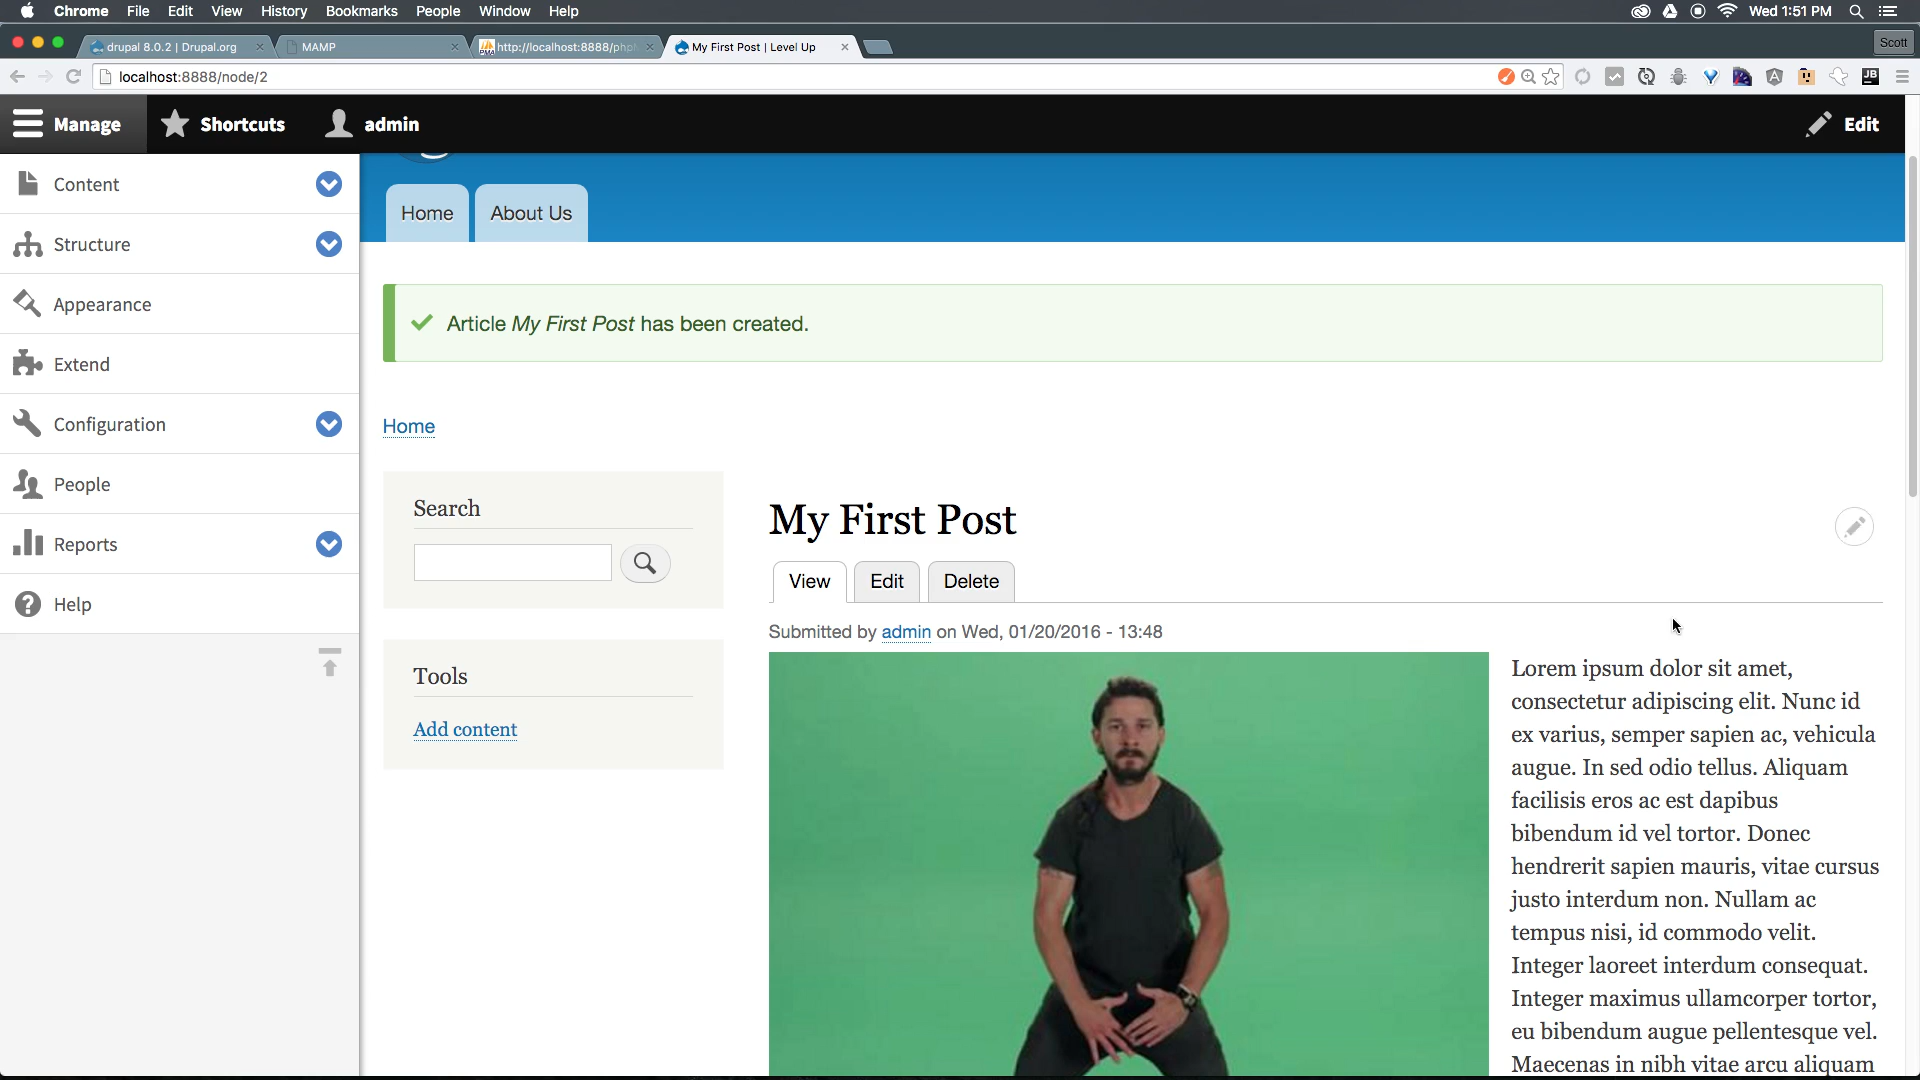 Chrome File Edit View History Bookmarks People Window Help
Wed 1:51 PM
drupal 8.0.2 | Drupal.org
MAMP
PMA
http://localhost:8888/php
My First Post | Level Up
Scott
localhost:8888/node/2
JB
Manage
Shortcuts
admin
Edit
Content
Structure
Appearance
Extend
Configuration
People
Reports
Help
Home
About Us
Article My First Post has been created.
Home
Search
Tools
Add content
My First Post
View
Edit
Delete
Submitted by admin on Wed, 01/20/2016 - 13:48
Lorem ipsum dolor sit amet,
consectetur adipiscing elit. Nunc id
ex varius, semper sapien ac, vehicula
augue. In sed odio tellus. Aliquam
facilisis eros ac est dapibus
bibendum id vel tortor. Donec
hendrerit sapien mauris, vitae cursus
justo interdum non. Nullam ac
tempus nisi, id commodo velit.
Integer laoreet interdum consequat.
Integer maximus ullamcorper tortor,
eu bibendum augue pellentesque vel.
Maecenas in nibh vitae arcu aliquam